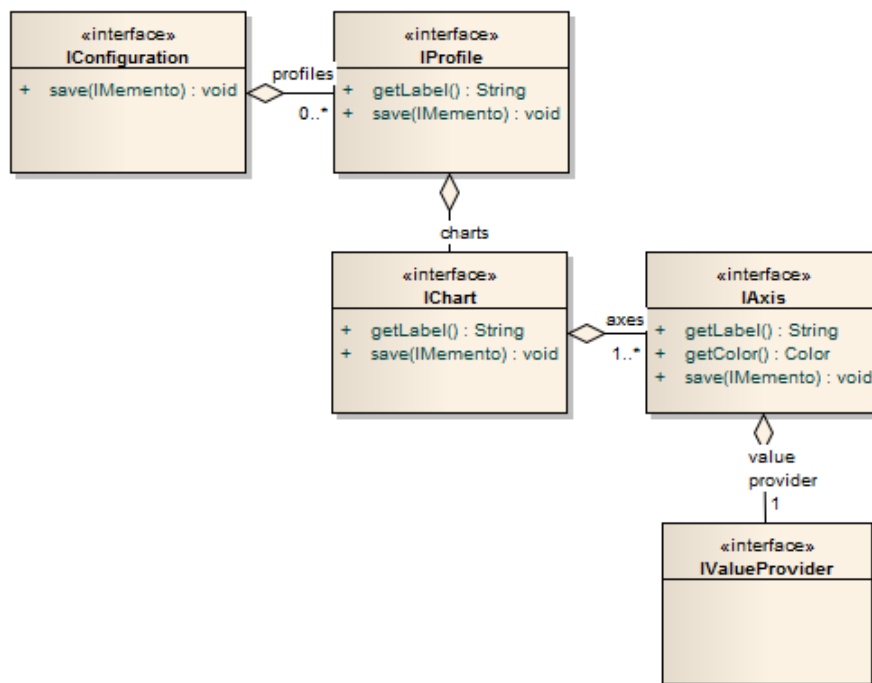 «interface»
IConfiguration
+ save(IMemento) : void
profiles
0..*
«interface»
IProfile
+ getLabel() : String
+ save(IMemento) : void
charts
«interface»
IChart
+ getLabel() : String
+ save(IMemento) : void
axes
1..*
«interface»
IAxis
+ getLabel() : String
+ getColor() : Color
+ save(IMemento) : void
value
provider
1
«interface»
IValueProvider